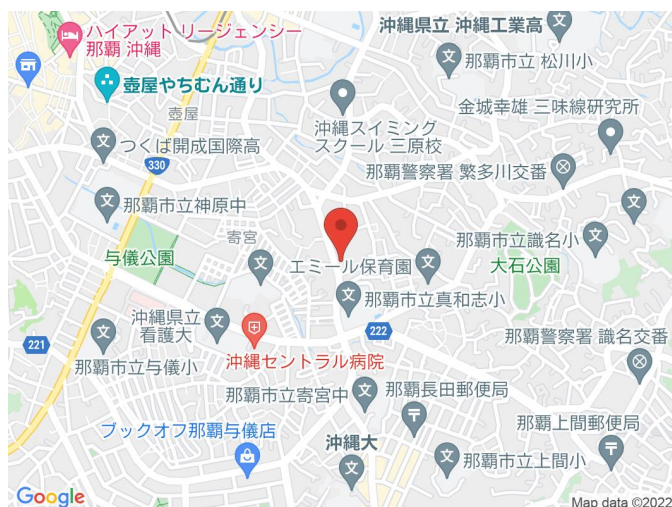 ハイアット リージェンシー
那覇 沖縄
沖縄県立 沖縄工業高
那覇市立 松川小
壺屋やちむん通り
壺屋
沖縄スイミング
スクール 三原校
金城幸雄 三味線研究所
つくば開成国際高
330
那覇警察署 繁多川交番
那覇市立神原中
寄宮
与儀公園
エミール保育園
那覇市立識名小
大石公園
那覇市立真和志小
沖縄県立
看護大
221
222
那覇警察署 識名交番
沖縄セントラル病院
那覇市立与儀小
那覇市立寄宮中
那覇長田郵便局
那覇上間郵便局
ブックオフ那覇与儀店
沖縄大
那覇市立上間小
Google
Map data ©2022